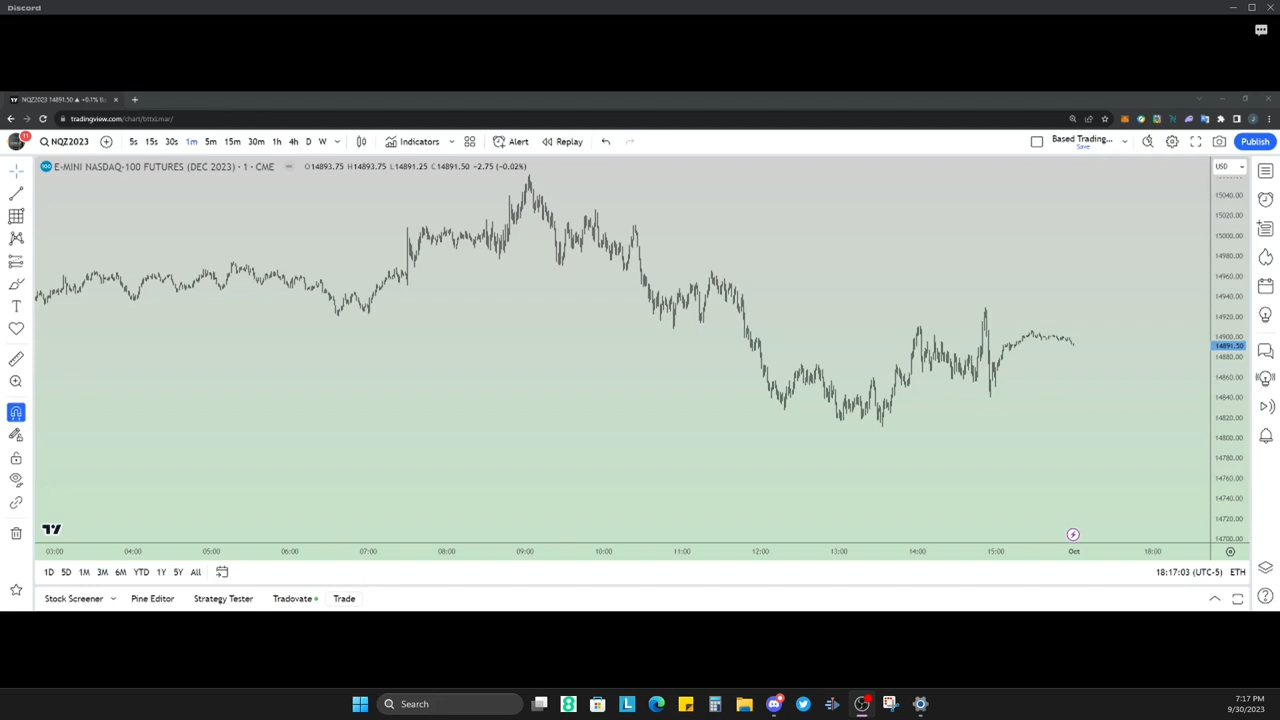 Discord
NQZ2023 14891.50 ▲ +0.1% B
tradingview.com/chart/bttxLmar/
11
NQZ2023
5s 15s 30s 1m 5m 15m 30m 1h 4h D W
Indicators
Alert
Replay
Based Trading...
Save
Publish
E-MINI NASDAQ-100 FUTURES (DEC 2023) · 1 · CME
O14893.75 H14893.75 L14891.25 C14891.50 −2.75 (−0.02%)
USD
15040.00
15020.00
15000.00
14980.00
14960.00
14940.00
14920.00
14900.00
14891.50
14880.00
14860.00
14840.00
14820.00
14800.00
14780.00
14760.00
14740.00
14720.00
14700.00
03:00 04:00 05:00 06:00 07:00 08:00 09:00 10:00 11:00 12:00 13:00 14:00 15:00 Oct 18:00
1D 5D 1M 3M 6M YTD 1Y 5Y All
18:17:03 (UTC-5) ETH
Stock Screener
Pine Editor
Strategy Tester
Tradovate
Trade
Search
7:17 PM
9/30/2023